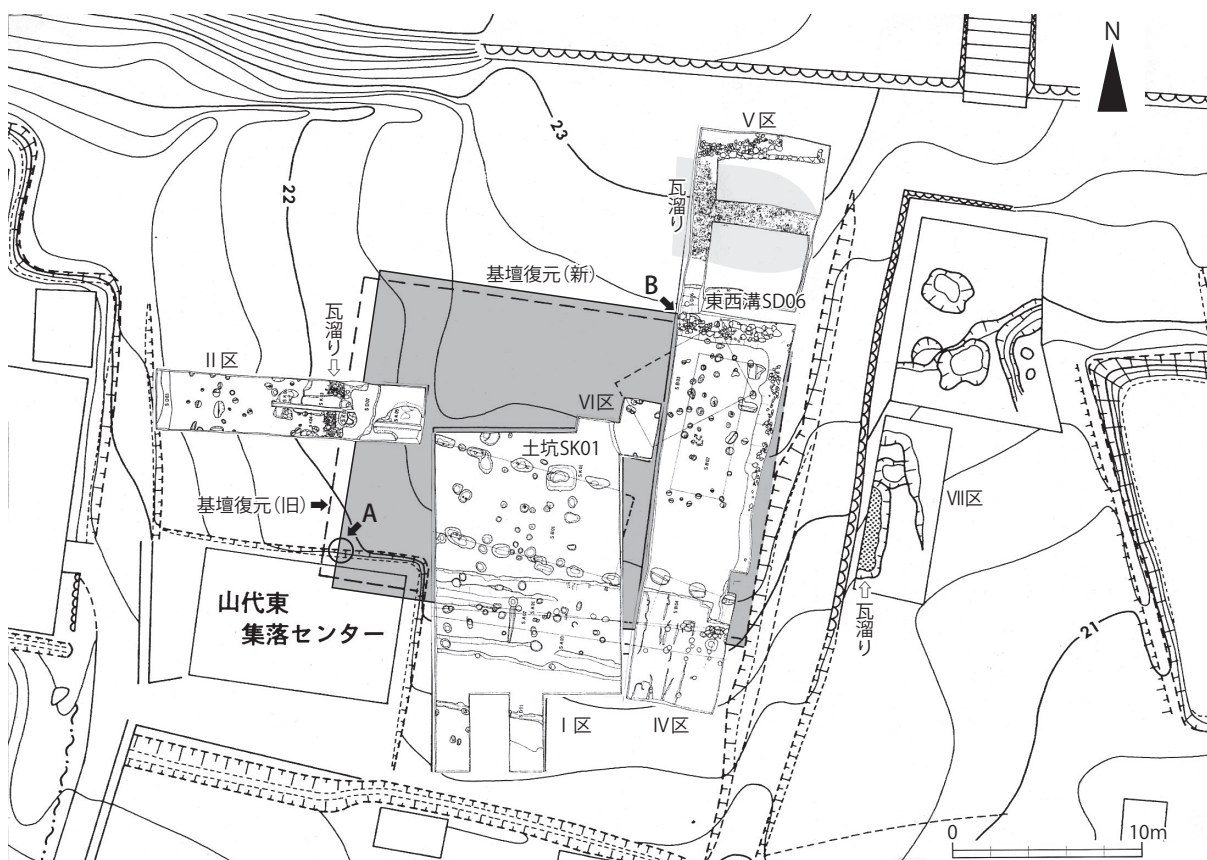 N
V区
23
瓦溜り
22
基壇復元(新)
B
東西溝SD06
瓦溜り
II区
VI区
土坑SK01
基壇復元(旧)
A
VII区
山代東
集落センター
瓦溜り
21
I区
IV区
0 10m